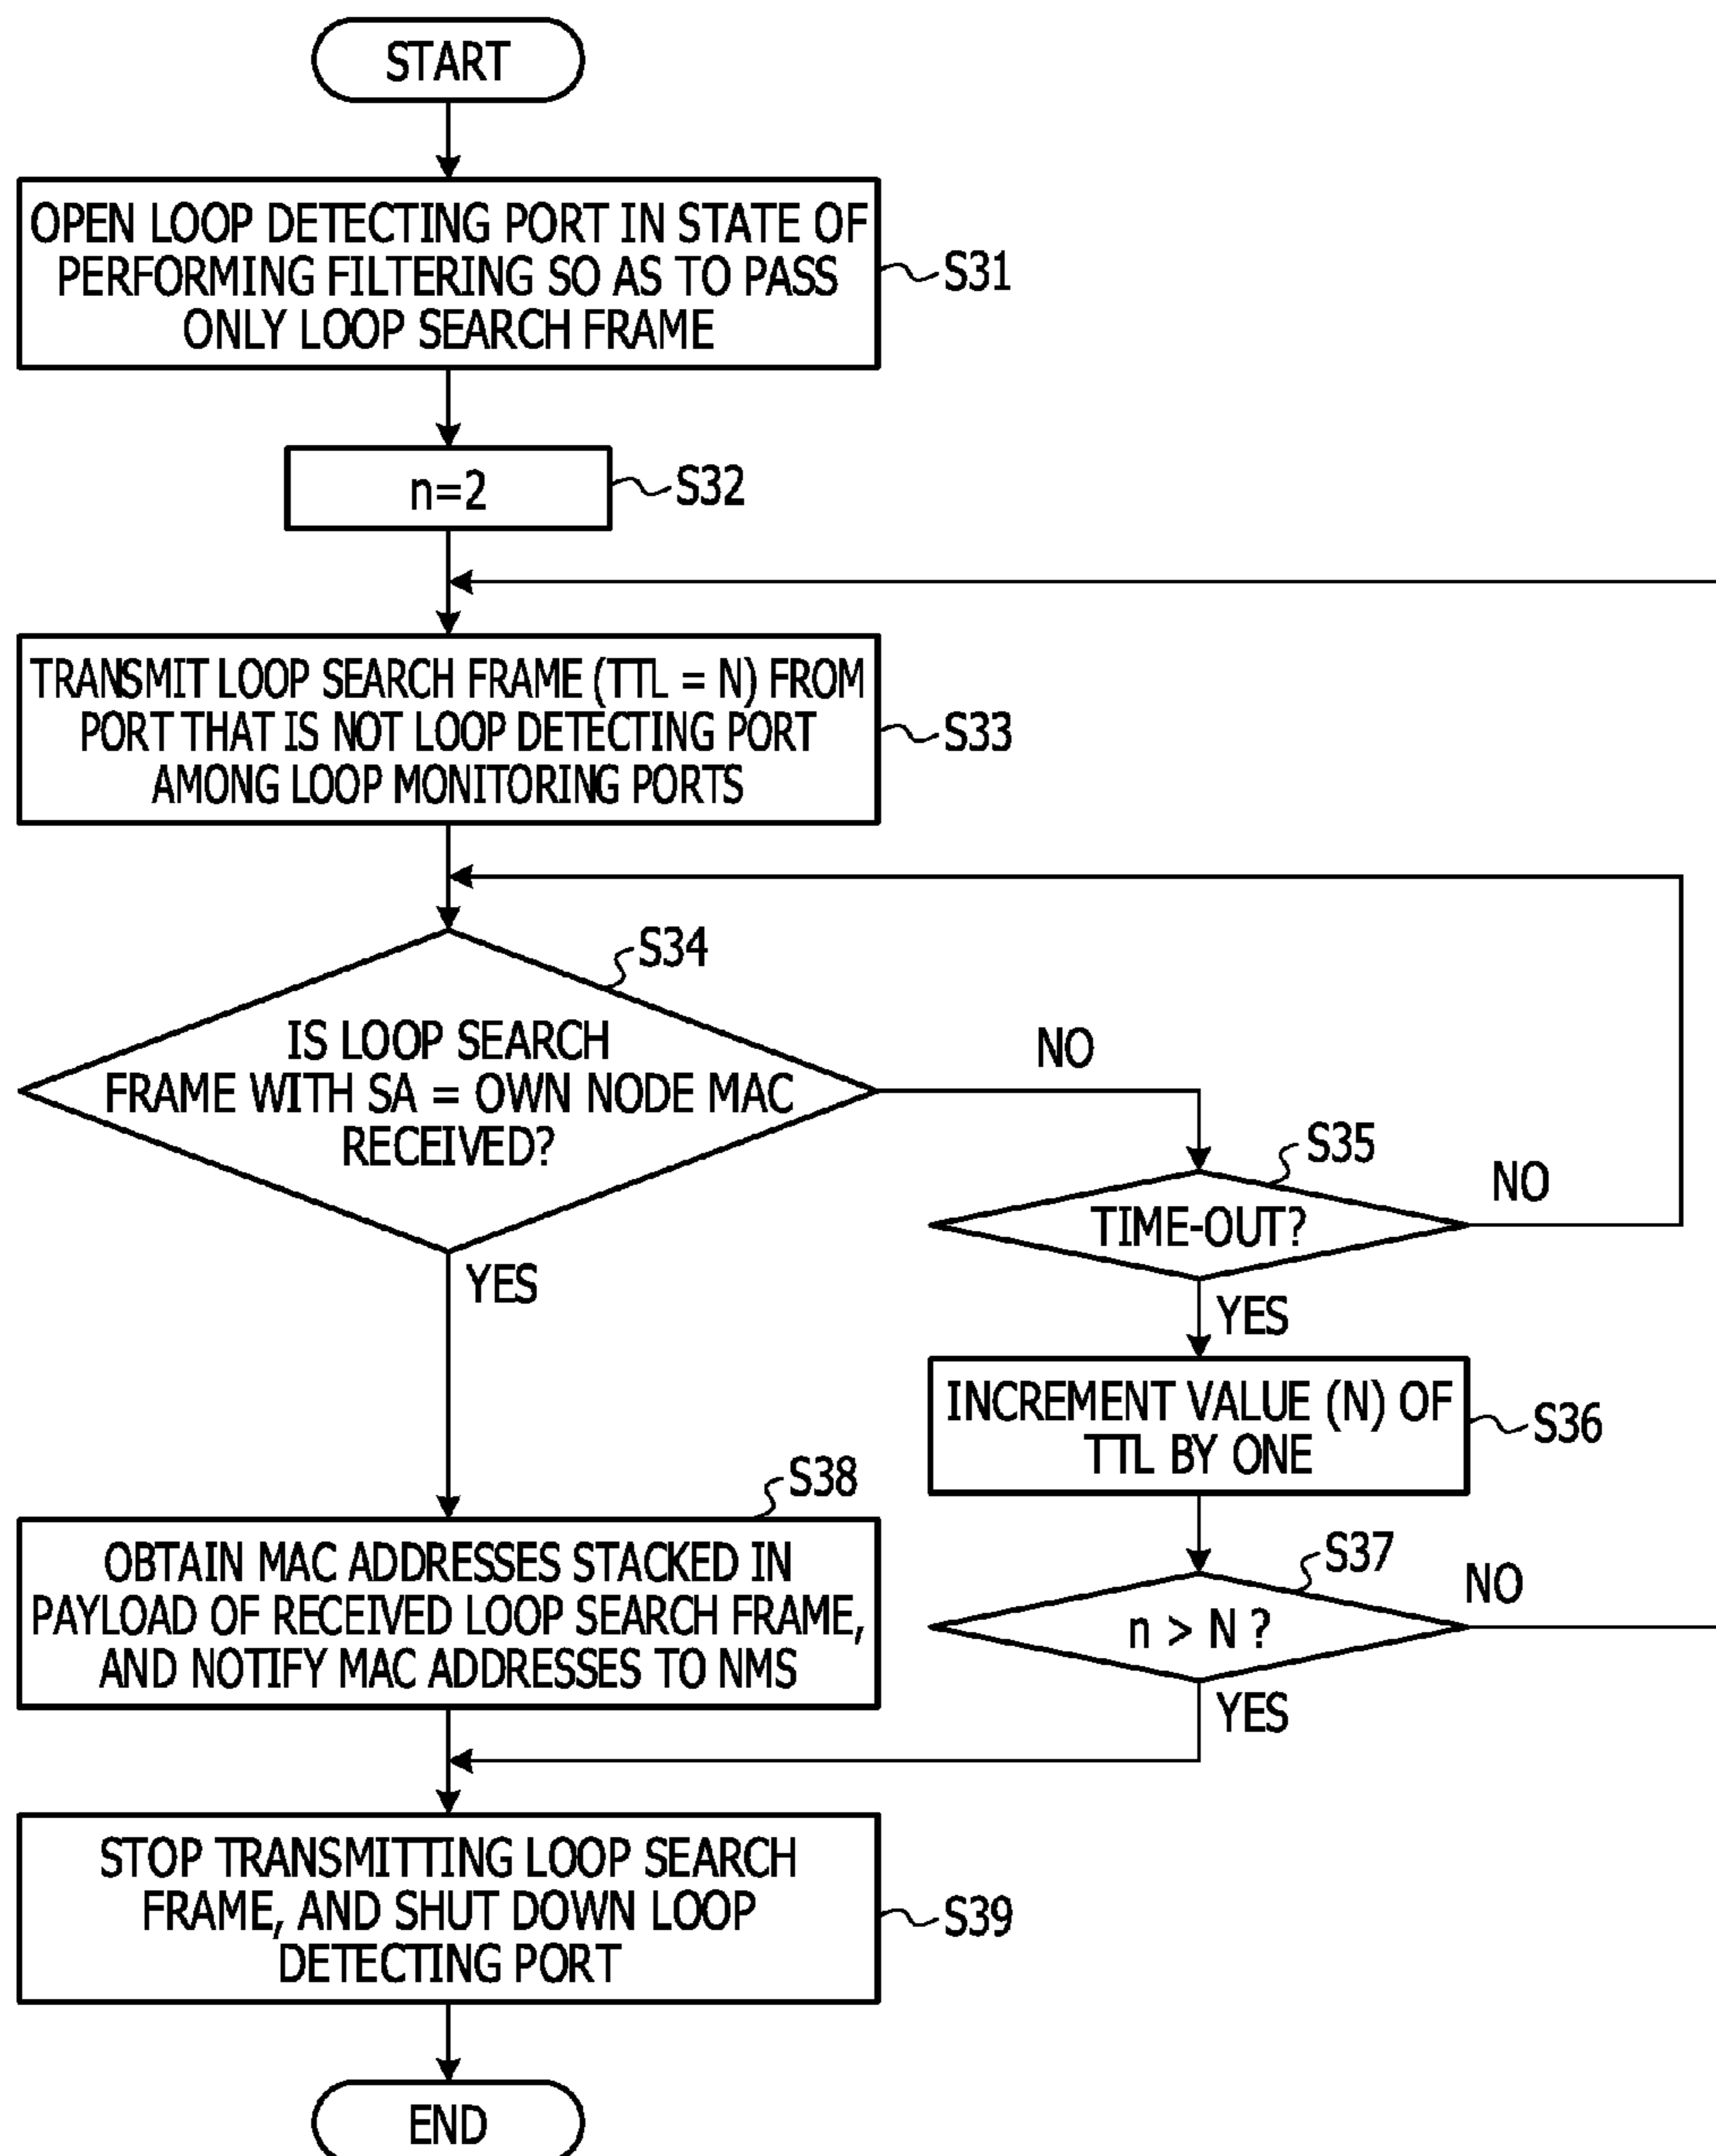 START
OPEN LOOP DETECTING PORT IN STATE OF
PERFORMING FILTERING SO AS TO PASS
ONLY LOOP SEARCH FRAME
S31
n=2
S32
TRANSMIT LOOP SEARCH FRAME (TTL = N) FROM
PORT THAT IS NOT LOOP DETECTING PORT
AMONG LOOP MONITORING PORTS
S33
S34
IS LOOP SEARCH
FRAME WITH SA = OWN NODE MAC
RECEIVED?
NO
YES
S35
TIME-OUT?
NO
YES
INCREMENT VALUE (N) OF
TTL BY ONE
S36
S37
n > N ?
NO
YES
S38
OBTAIN MAC ADDRESSES STACKED IN
PAYLOAD OF RECEIVED LOOP SEARCH FRAME,
AND NOTIFY MAC ADDRESSES TO NMS
STOP TRANSMITTING LOOP SEARCH
FRAME, AND SHUT DOWN LOOP
DETECTING PORT
S39
END